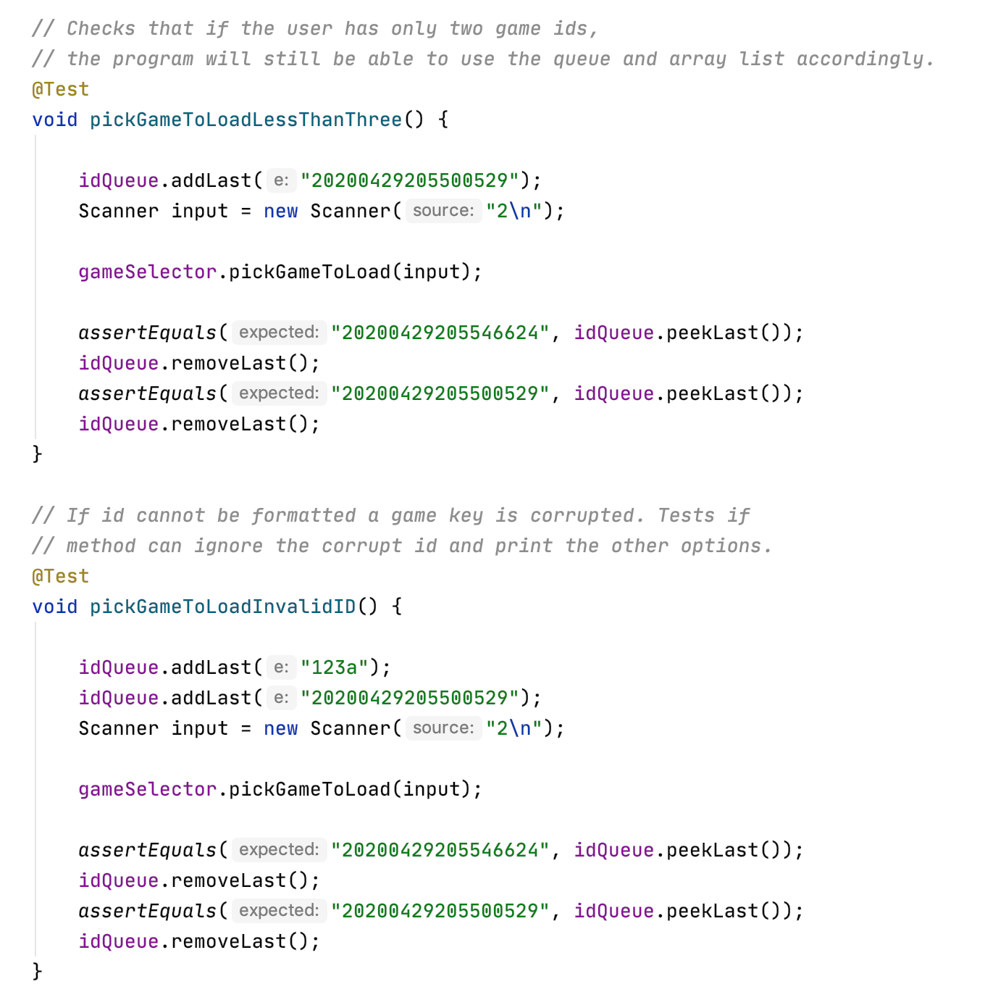 // Checks that if the user has only two game ids,
// the program will still be able to use the queue and array list accordingly.
@Test
void pickGameToLoadLessThanThree() {
idQueue.addLast( e: "20200429205500529");
Scanner input = new Scanner( source: "2\n");
gameSelector.pickGameToLoad(input);
assertEquals( expected: "20200429205546624", idQueue.peekLast());
idQueue.removeLast();
assertEquals( expected: "20200429205500529", idQueue.peekLast());
idQueue.removeLast();
}
// If id cannot be formatted a game key is corrupted. Tests if
// method can ignore the corrupt id and print the other options.
@Test
void pickGameToLoadInvalidID() {
idQueue.addLast( e: "123a");
idQueue.addLast( e: "20200429205500529");
Scanner input = new Scanner( source: "2\n");
gameSelector.pickGameToLoad(input);
assertEquals( expected: "20200429205546624", idQueue.peekLast());
idQueue.removeLast();
assertEquals( expected: "20200429205500529", idQueue.peekLast());
idQueue.removeLast();
}